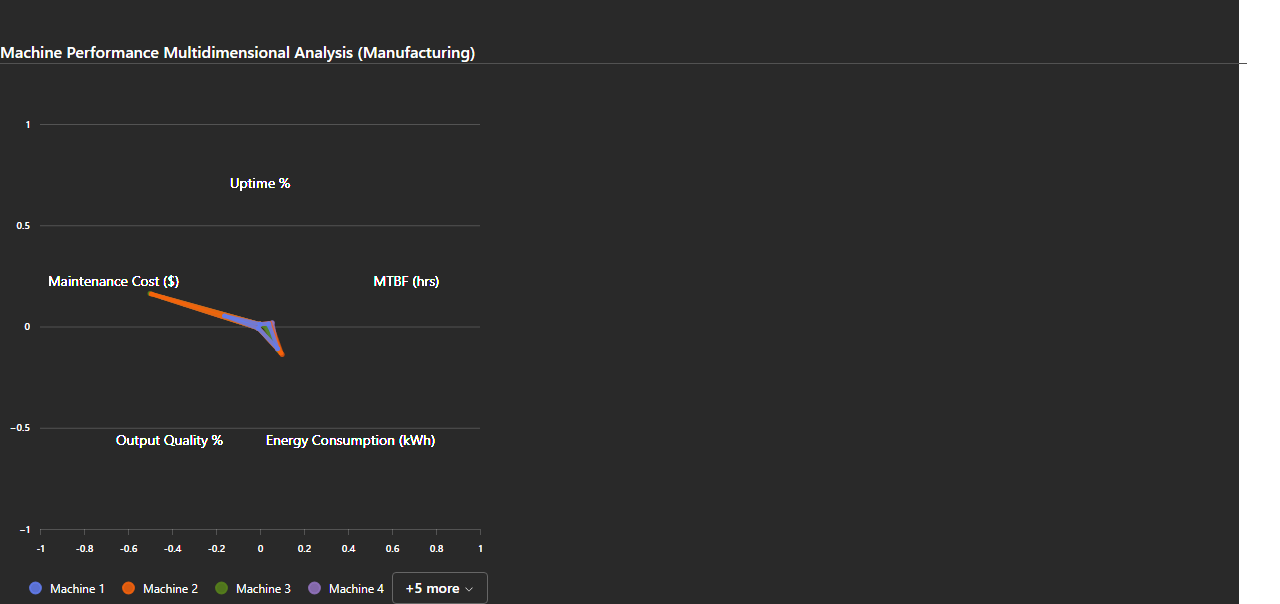 Machine Performance Multidimensional Analysis (Manufacturing)
1
Uptime %
0.5
Maintenance Cost ($)
MTBF (hrs)
0
−0.5
Output Quality %
Energy Consumption (kWh)
−1
-1 -0.8 -0.6 -0.4 -0.2 0 0.2 0.4 0.6 0.8 1
Machine 1 Machine 2 Machine 3 Machine 4 +5 more